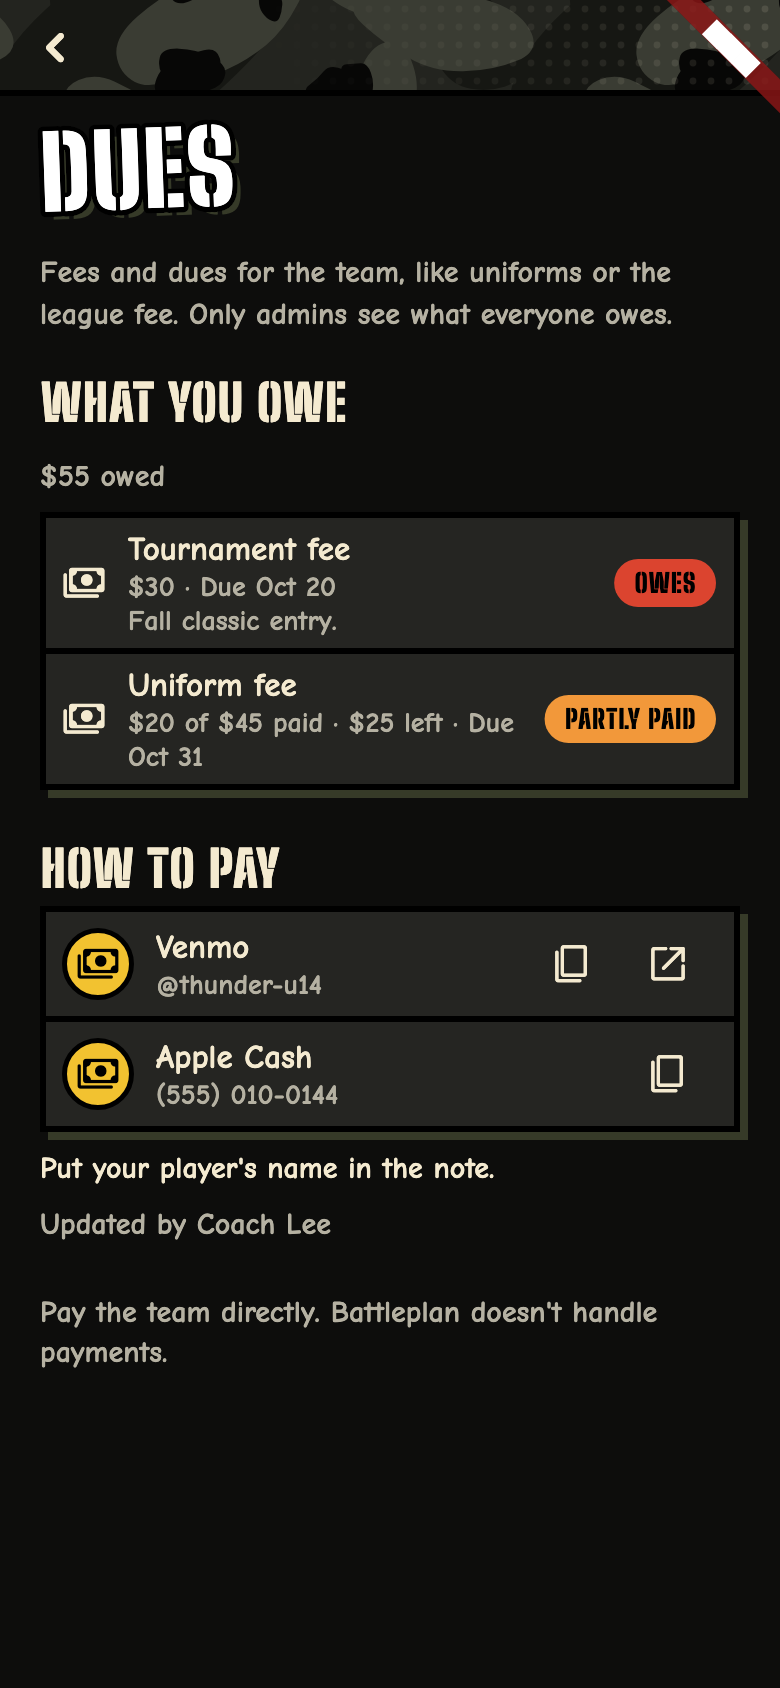 DUES
Fees and dues for the team, like uniforms or the
league fee. Only admins see what everyone owes.
WHAT YOU OWE
$55 owed
Tournament fee
$30 · Due Oct 20
Fall classic entry.
OWES
Uniform fee
$20 of $45 paid · $25 left · Due
Oct 31
PARTLY PAID
HOW TO PAY
Venmo
@thunder-u14
Apple Cash
(555) 010-0144
Put your player's name in the note.
Updated by Coach Lee
Pay the team directly. Battleplan doesn't handle
payments.